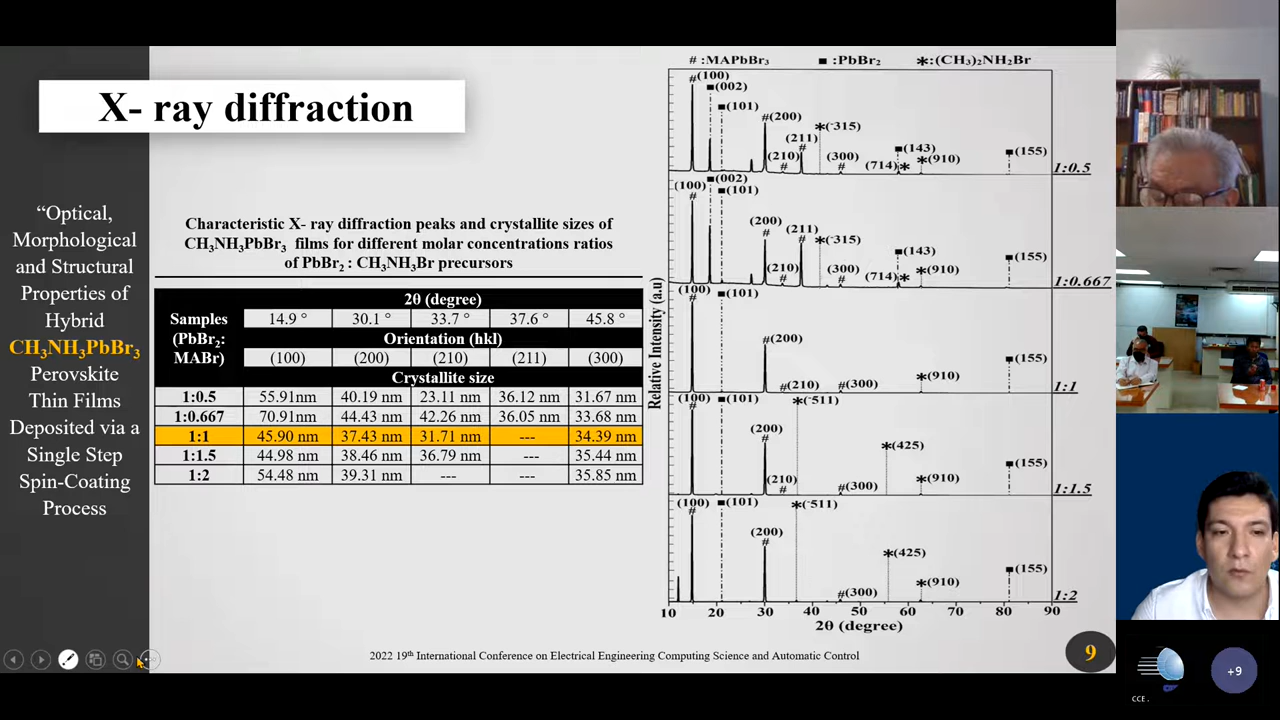 X- ray diffraction
“Optical,
Morphological
and Structural
Properties of
Hybrid
CH₃NH₃PbBr₃
Perovskite
Thin Films
Deposited via a
Single Step
Spin-Coating
Process
Characteristic X- ray diffraction peaks and crystallite sizes of
CH₃NH₃PbBr₃ films for different molar concentrations ratios
of PbBr₂ : CH₃NH₃Br precursors
Samples
(PbBr₂:
MABr)
2θ (degree)
14.9 ° 30.1 ° 33.7 ° 37.6 ° 45.8 °
Orientation (hkl)
(100) (200) (210) (211) (300)
Crystallite size
1:0.5 55.91nm 40.19 nm 23.11 nm 36.12 nm 31.67 nm
1:0.667 70.91nm 44.43 nm 42.26 nm 36.05 nm 33.68 nm
1:1 45.90 nm 37.43 nm 31.71 nm --- 34.39 nm
1:1.5 44.98 nm 38.46 nm 36.79 nm --- 35.44 nm
1:2 54.48 nm 39.31 nm --- --- 35.85 nm
# :MAPbBr₃ ■ :PbBr₂ *:(CH3)₂NH₂Br
#(100)
■(002)
■(101)
#(200)
(211)
#
*(-315)
(210)
#
(300)
#
■(143)
(714) *
*(910)
■(155)
1:0.5
(100)
#
■(002)
■(101)
(200)
#
(211)
#
*(-315)
(210)
#
(300)
#
■(143)
(714) *
*(910)
■(155)
1:0.667
(100)
#
■(101)
#(200)
#(210)
#(300)
*(910)
■(155)
1:1
(100)
#
■(101)
*(-511)
(200)
#
(210)
#
#(300)
*(425)
*(910)
■(155)
1:1.5
(100)
#
■(101)
*(-511)
(200)
#
#(300)
*(425)
*(910)
■(155)
1:2
Relative Intensity (a.u)
10 20 30 40 50 60 70 80 90
2θ (degree)
2022 19th International Conference on Electrical Engineering Computing Science and Automatic Control
9
CCE.
+9